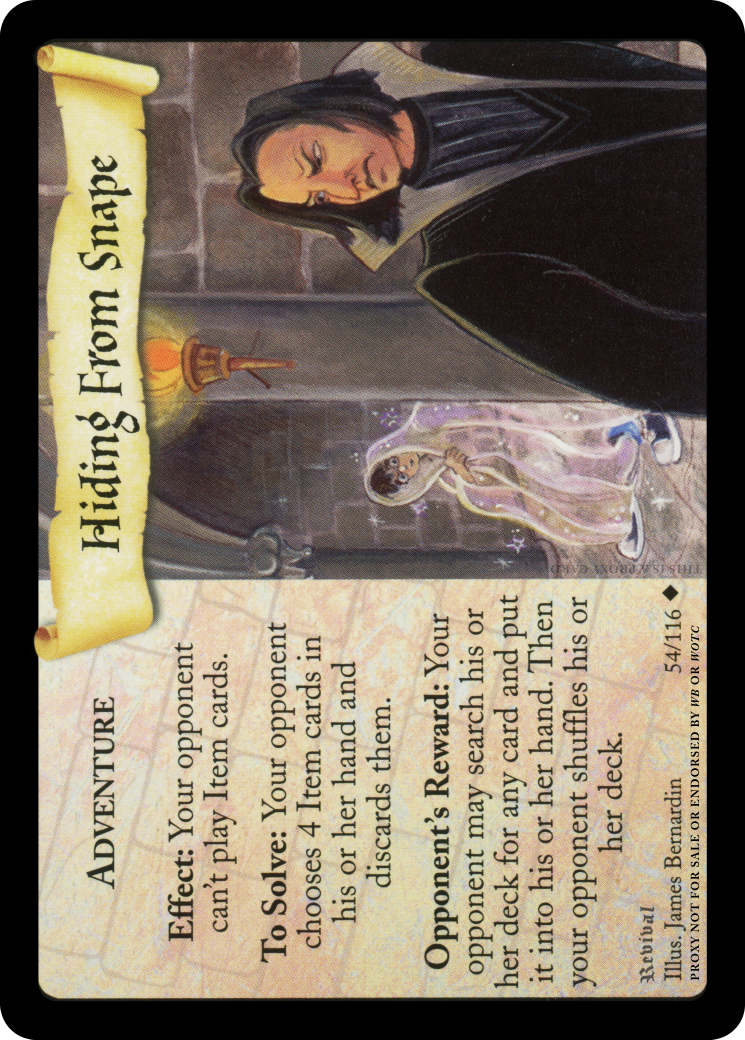 Hiding From Snape
ADVENTURE
Effect: Your opponent
can't play Item cards.
To Solve: Your opponent
chooses 4 Item cards in
his or her hand and
discards them.
Opponent's Reward: Your
opponent may search his or
her deck for any card and put
it into his or her hand. Then
your opponent shuffles his or
her deck.
Revival
Illus. James Bernardin 54/116 ◆
PROXY NOT FOR SALE OR ENDORSED BY WB OR WOTC
THIS IS A PROXY CARD